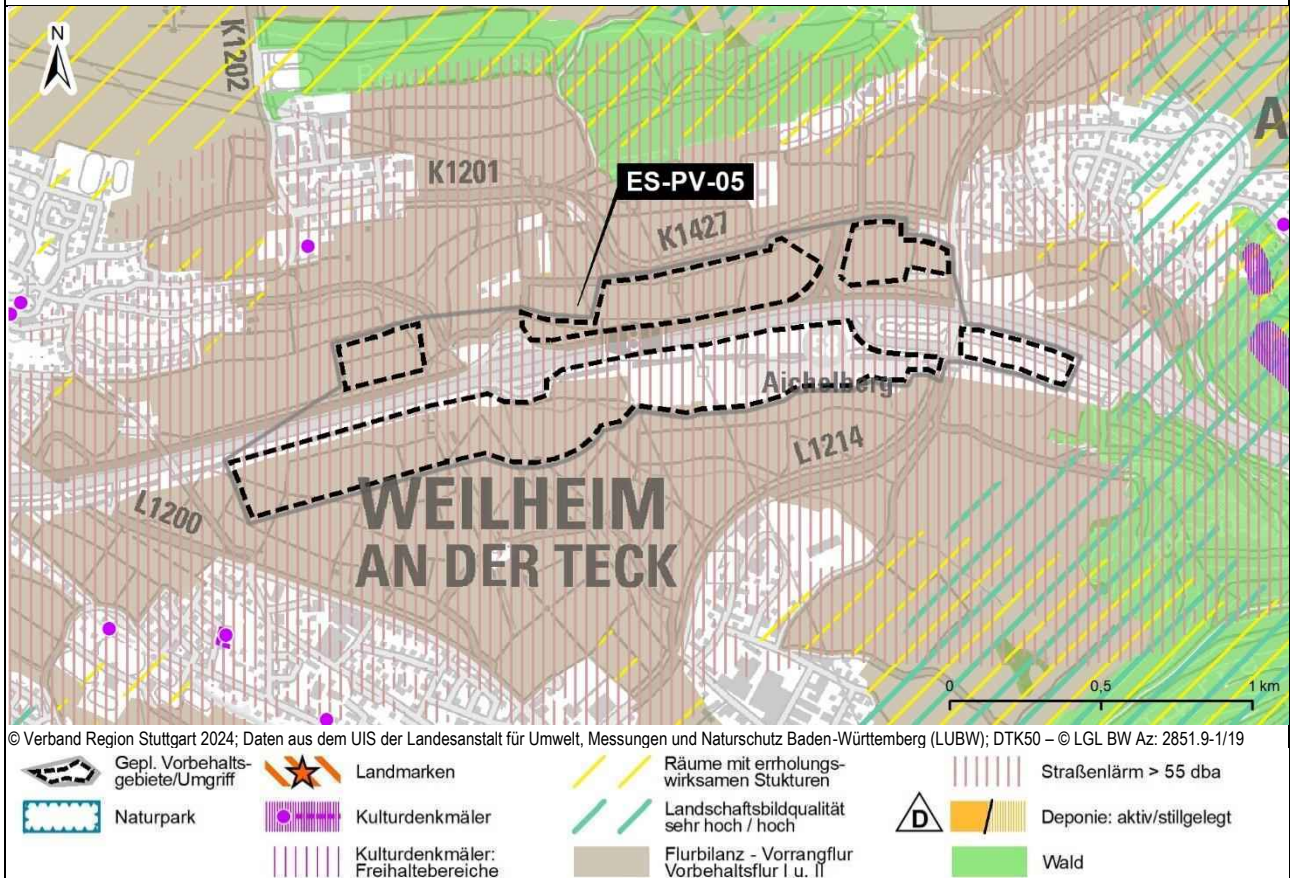 N
K1202
A
K1201
ES-PV-05
K1427
Aichelberg
L1214
L1200
WEILHEIM
AN DER TECK
0 0,5 1 km
© Verband Region Stuttgart 2024; Daten aus dem UIS der Landesanstalt für Umwelt, Messungen und Naturschutz Baden-Württemberg (LUBW); DTK50 – © LGL BW Az: 2851.9-1/19
Gepl. Vorbehalts-
gebiete/Umgriff
Landmarken
Räume mit errholungs-
wirksamen Stukturen
Straßenlärm > 55 dba
Naturpark
Kulturdenkmäler
Landschaftsbildqualität
sehr hoch / hoch
D
Deponie: aktiv/stillgelegt
Kulturdenkmäler:
Freihaltebereiche
Flurbilanz - Vorrangflur
Vorbehaltsflur I u. II
Wald